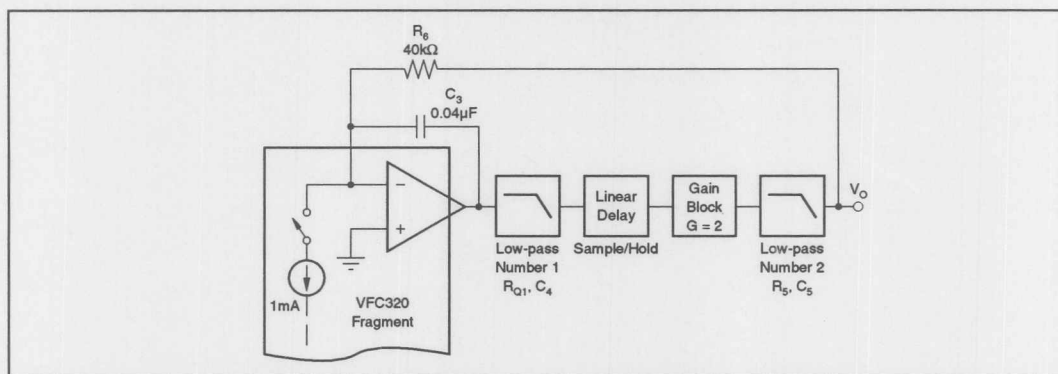 R6
40kΩ
C3
0.04µF
−
+
1mA
VFC320
Fragment
Low-pass
Number 1
RQ1, C4
Linear
Delay
Sample/Hold
Gain
Block
G = 2
Low-pass
Number 2
R5, C5
VO